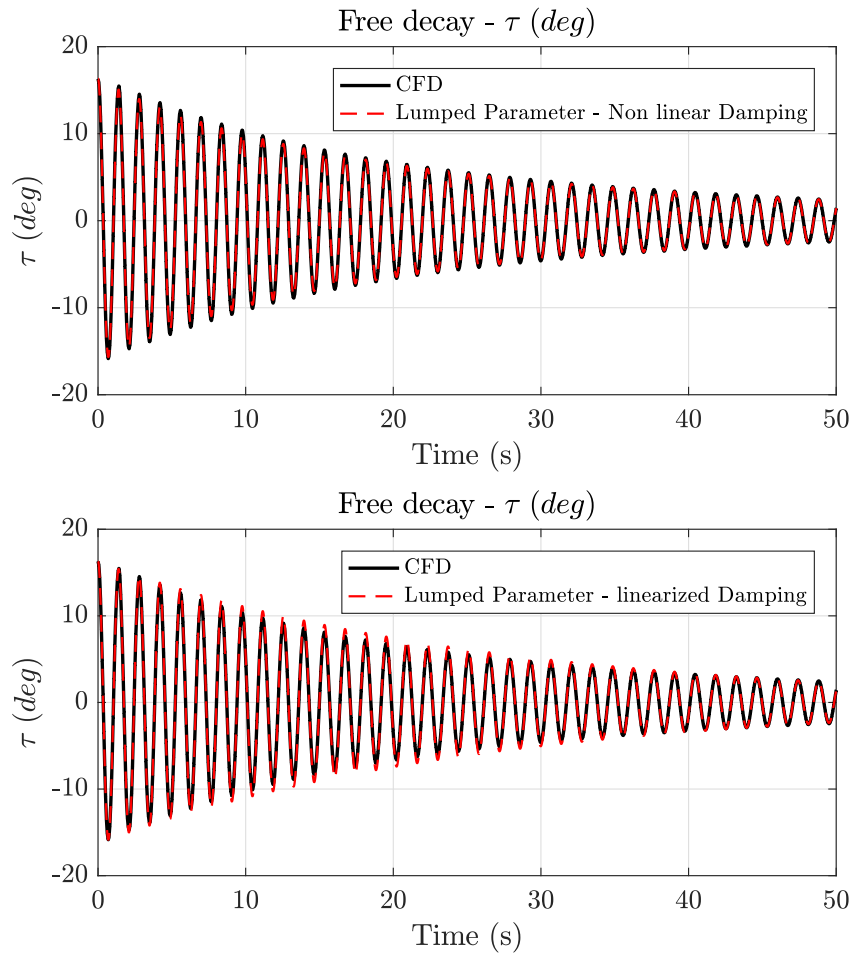 Free decay - τ (deg)
20
10
0
-10
-20
τ (deg)
CFD
Lumped Parameter - Non linear Damping
0 10 20 30 40 50
Time (s)
Free decay - τ (deg)
20
10
0
-10
-20
τ (deg)
CFD
Lumped Parameter - linearized Damping
0 10 20 30 40 50
Time (s)